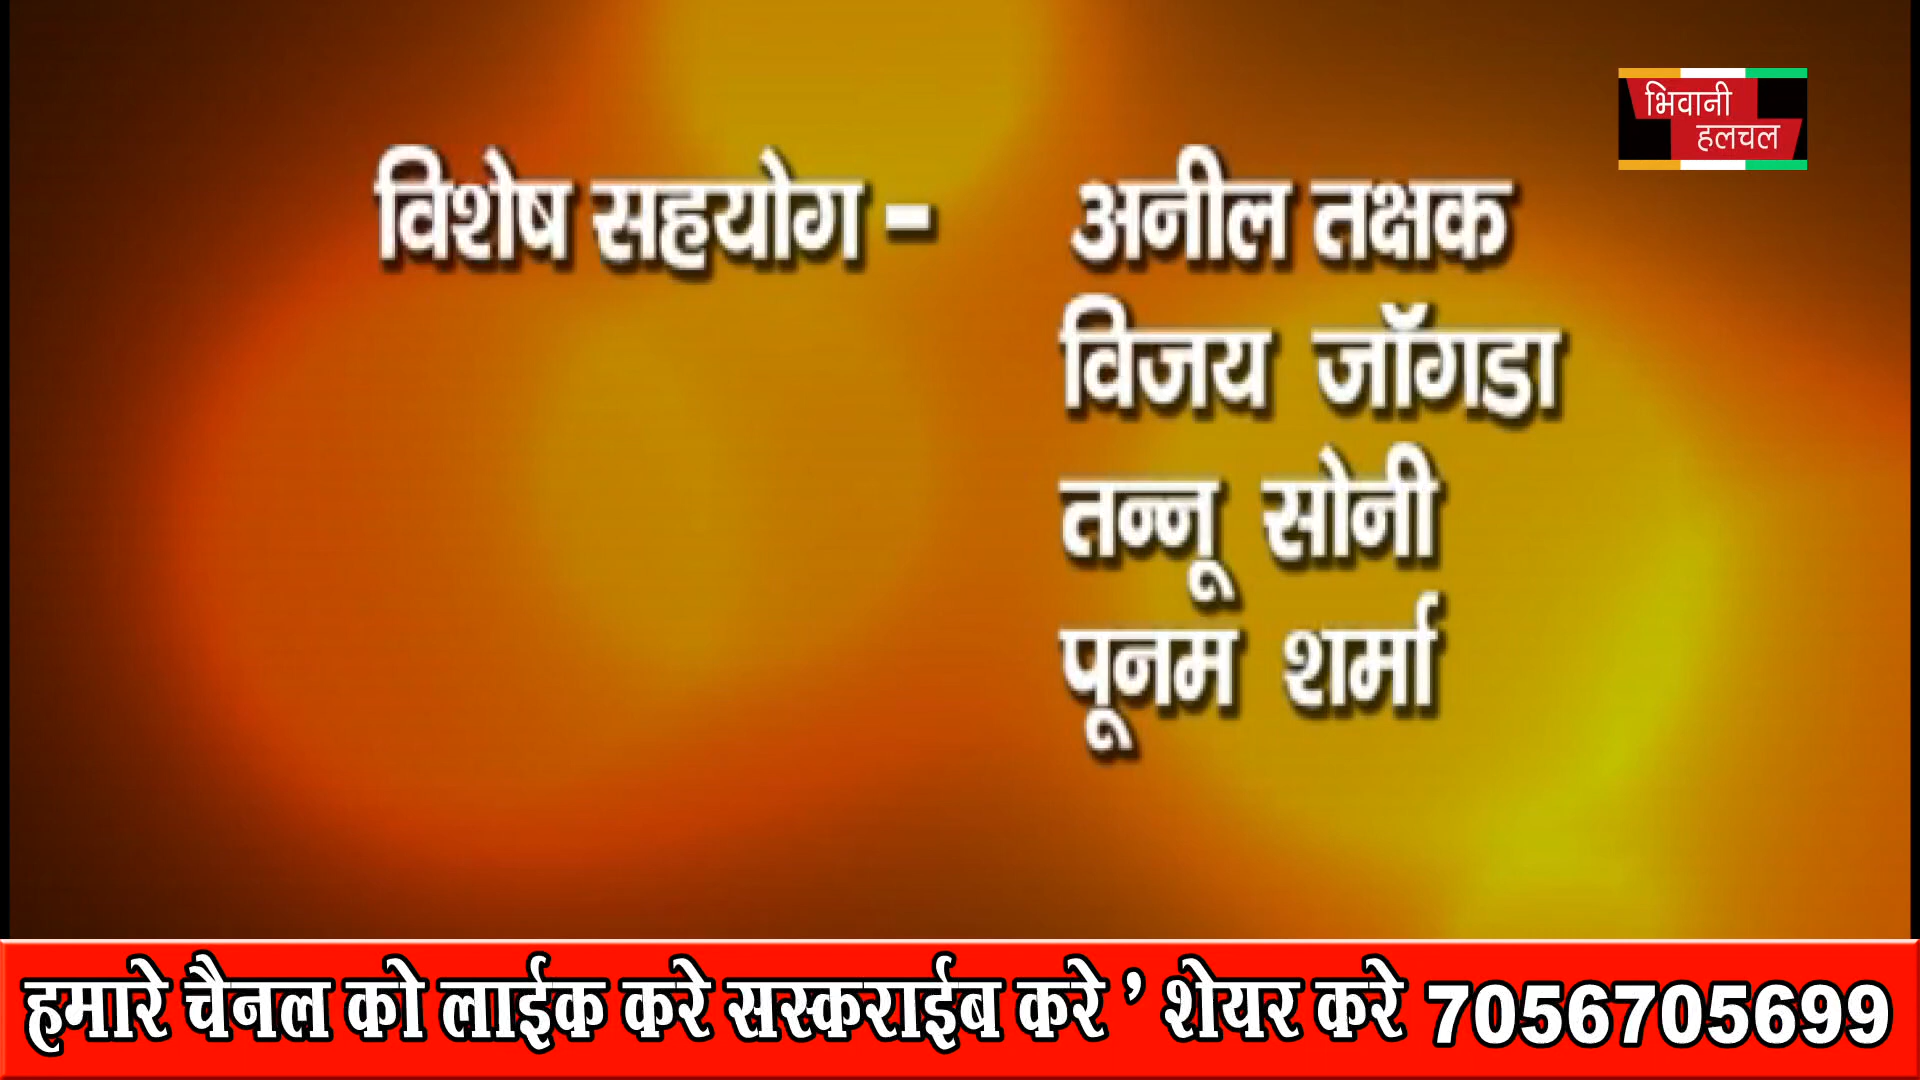 भिवानी
हलचल
विशेष सहयोग - अनील तक्षक
विजय जॉगडा
तन्नू सोनी
पूनम शर्मा
हमारे चैनल को लाईक करे सस्कराईब करे ’ शेयर करे 7056705699